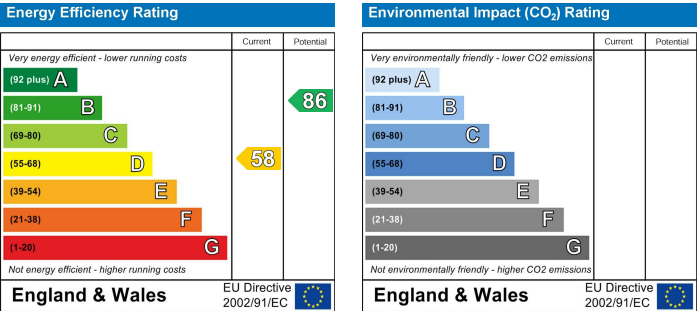 Energy Efficiency Rating
Current Potential
Very energy efficient - lower running costs
(92 plus) A
(81-91) B
86
(69-80) C
(55-68) D
58
(39-54) E
(21-38) F
(1-20) G
Not energy efficient - higher running costs
England & Wales
EU Directive
2002/91/EC
Environmental Impact (CO₂) Rating
Current Potential
Very environmentally friendly - lower CO2 emissions
(92 plus) A
(81-91) B
(69-80) C
(55-68) D
(39-54) E
(21-38) F
(1-20) G
Not environmentally friendly - higher CO2 emissions
England & Wales
EU Directive
2002/91/EC